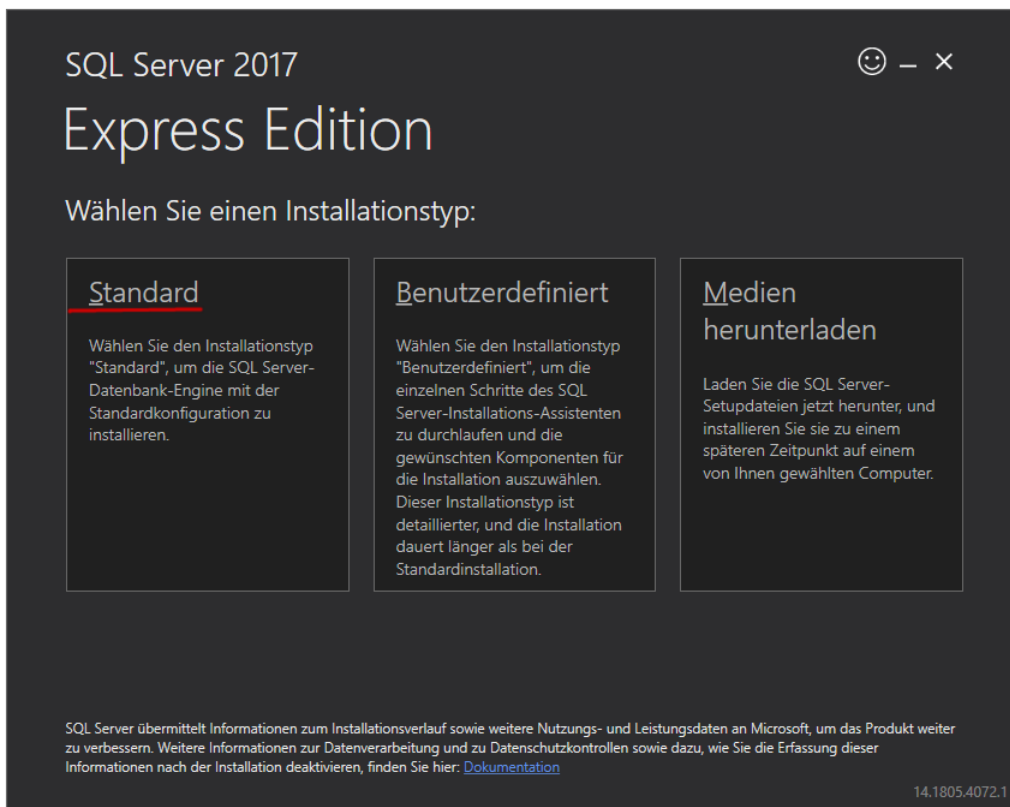 SQL Server 2017
Express Edition
Wählen Sie einen Installationstyp:
Standard
Wählen Sie den Installationstyp
"Standard", um die SQL Server-
Datenbank-Engine mit der
Standardkonfiguration zu
installieren.
Benutzerdefiniert
Wählen Sie den Installationstyp
"Benutzerdefiniert", um die
einzelnen Schritte des SQL
Server-Installations-Assistenten
zu durchlaufen und die
gewünschten Komponenten für
die Installation auszuwählen.
Dieser Installationstyp ist
detaillierter, und die Installation
dauert länger als bei der
Standardinstallation.
Medien
herunterladen
Laden Sie die SQL Server-
Setupdateien jetzt herunter, und
installieren Sie sie zu einem
späteren Zeitpunkt auf einem
von Ihnen gewählten Computer.
SQL Server übermittelt Informationen zum Installationsverlauf sowie weitere Nutzungs- und Leistungsdaten an Microsoft, um das Produkt weiter
zu verbessern. Weitere Informationen zur Datenverarbeitung und zu Datenschutzkontrollen sowie dazu, wie Sie die Erfassung dieser
Informationen nach der Installation deaktivieren, finden Sie hier: Dokumentation
14.1805.4072.1